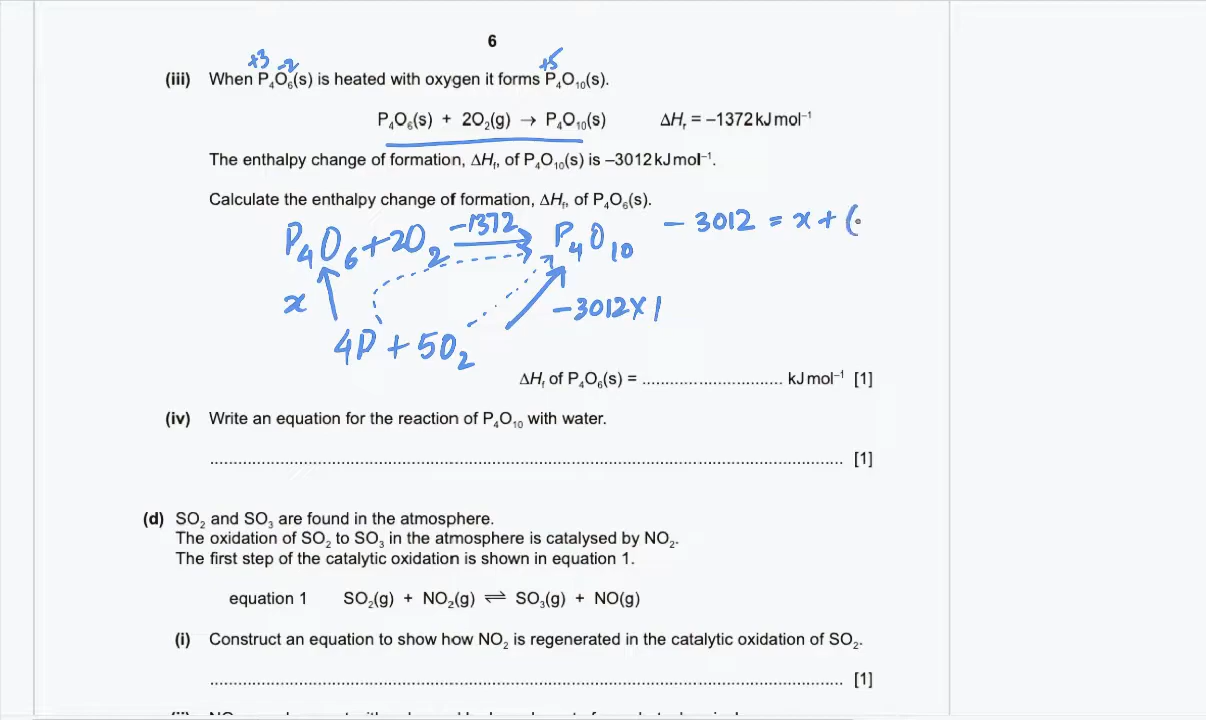 6
+3 -2 +5
(iii) When P₄O₆(s) is heated with oxygen it forms P₄O₁₀(s).
P₄O₆(s) + 2O₂(g) → P₄O₁₀(s) ΔHᵣ = –1372 kJ mol⁻¹
The enthalpy change of formation, ΔH_f, of P₄O₁₀(s) is –3012 kJ mol⁻¹.
Calculate the enthalpy change of formation, ΔH_f, of P₄O₆(s).
P₄O₆ + 2O₂ -1372 → P₄O₁₀ - 3012 = x + (
x -3012 × 1
4P + 5O₂
ΔH_f of P₄O₆(s) = .............................. kJ mol⁻¹ [1]
(iv) Write an equation for the reaction of P₄O₁₀ with water.
.............................................................................................................................. [1]
(d) SO₂ and SO₃ are found in the atmosphere.
The oxidation of SO₂ to SO₃ in the atmosphere is catalysed by NO₂.
The first step of the catalytic oxidation is shown in equation 1.
equation 1 SO₂(g) + NO₂(g) ⇌ SO₃(g) + NO(g)
(i) Construct an equation to show how NO₂ is regenerated in the catalytic oxidation of SO₂.
.............................................................................................................................. [1]